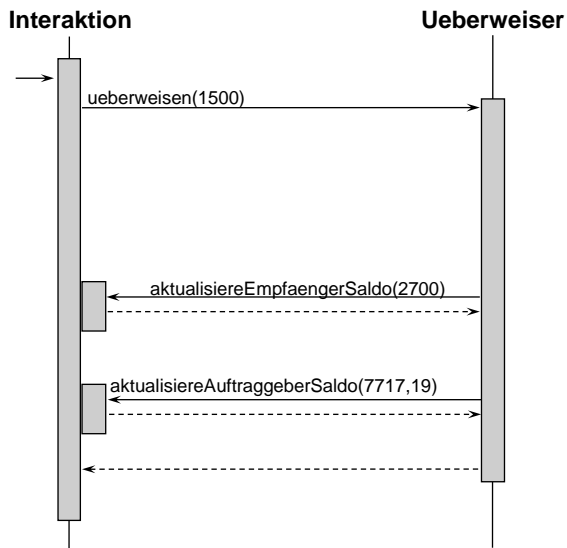 Interaktion
Ueberweiser
ueberweisen(1500)
aktualisiereEmpfaengerSaldo(2700)
aktualisiereAuftraggeberSaldo(7717,19)